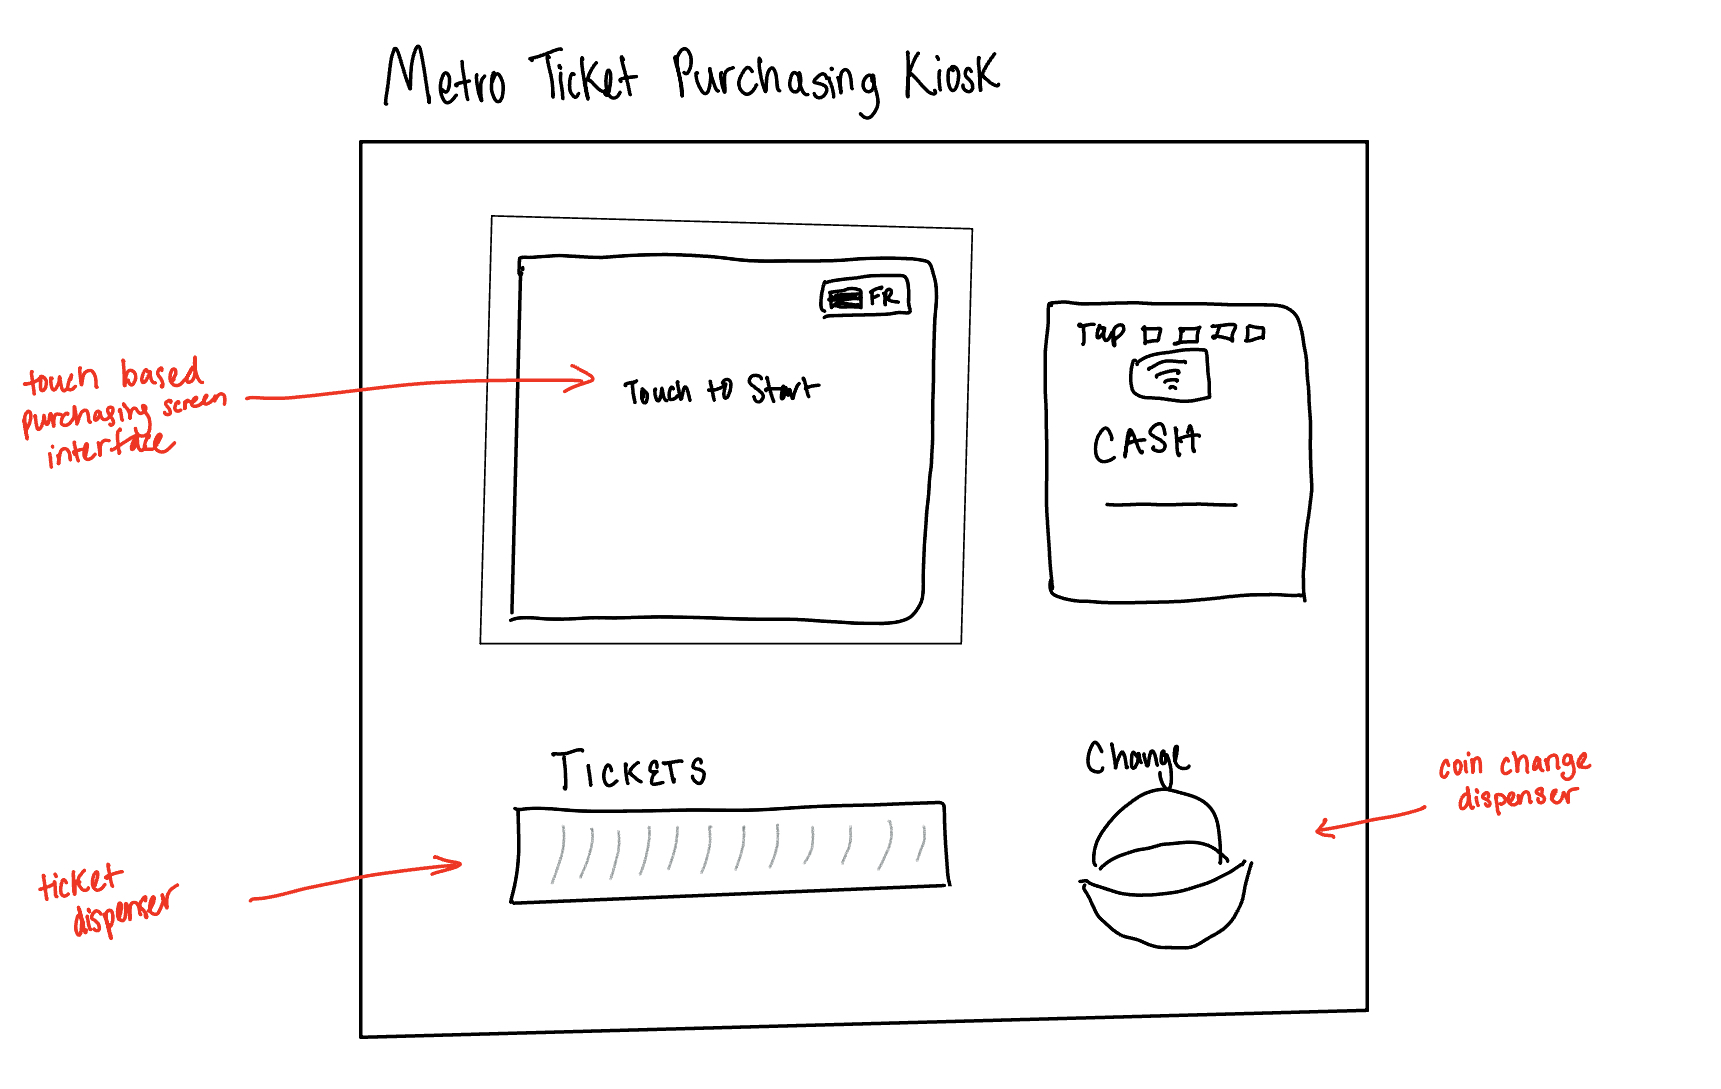 Metro Ticket Purchasing Kiosk
FR
Touch to Start
Tap
CASH
touch based
purchasing screen
interface
TICKETS
Change
coin change
dispenser
ticket
dispenser